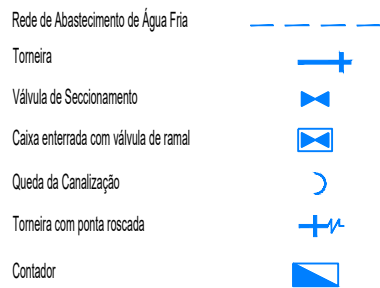 Rede de Abastecimento de Água Fria
Torneira
Válvula de Seccionamento
Caixa enterrada com válvula de ramal
Queda da Canalização
Torneira com ponta roscada
Contador